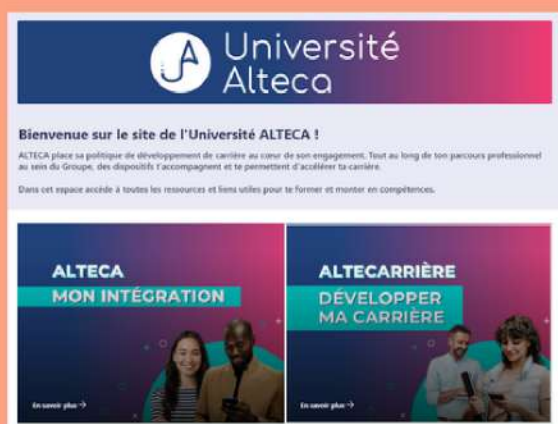 Université
Alteca
Bienvenue sur le site de l'Université ALTECA !
ALTECA place sa politique de développement de carrière au cœur de son engagement. Tout au long de ton parcours professionnel
au sein du Groupe, des dispositifs t'accompagnent et te permettent d'accélérer ta carrière.
Dans cet espace accède à toutes les ressources et liens utiles pour te former et monter en compétences.
ALTECA
MON INTÉGRATION
En savoir plus →
ALTECARRIÈRE
DÉVELOPPER
MA CARRIÈRE
En savoir plus →